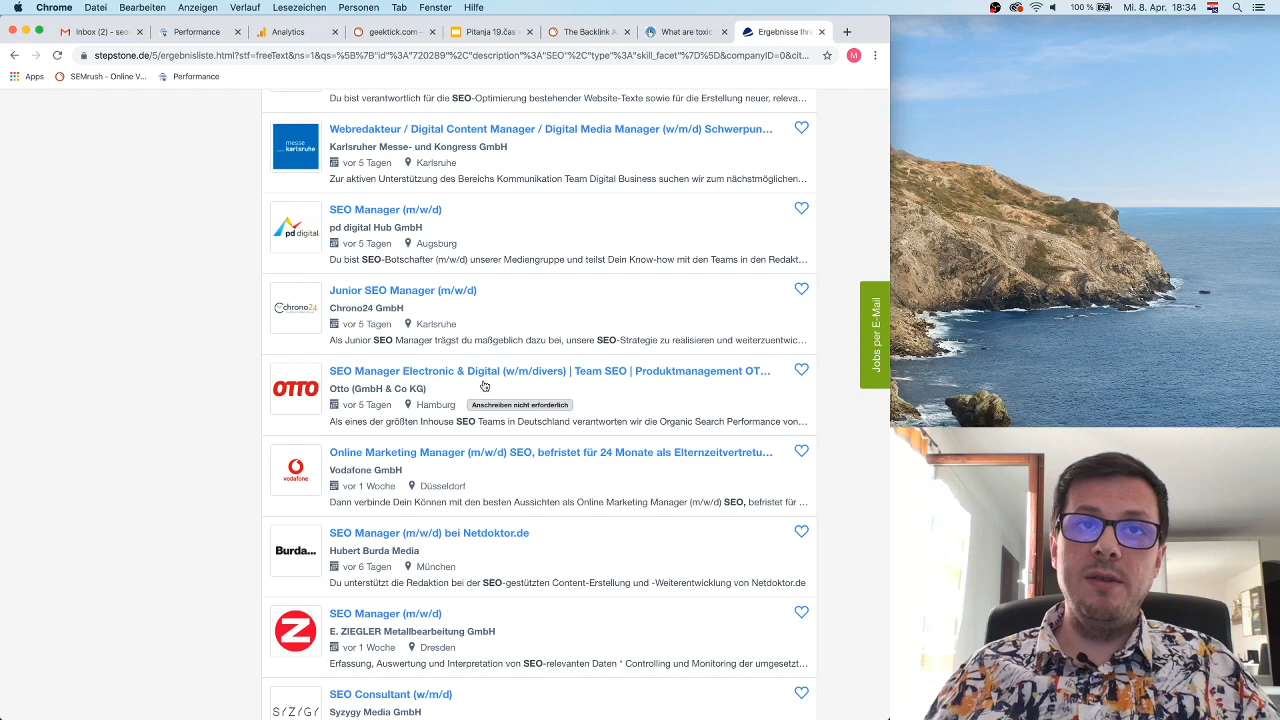 Chrome Datei Bearbeiten Anzeigen Verlauf Lesezeichen Personen Tab Fenster Hilfe 100 % Mi. 8. Apr. 18:34
Inbox (2) - seo Performance Analytics geektick.com - Pitanja 19.čas The Backlink A What are toxic Ergebnisse Ihre
stepstone.de/5/ergebnisliste.html?stf=freeText&ns=1&qs=%5B%7B"id"%3A"720289"%2C"description"%3A"SEO"%2C"type"%3A"skill_facet"%7D%5D&companyID=0&cit... M
Apps SEMrush - Online V... Performance
Du bist verantwortlich für die SEO-Optimierung bestehender Website-Texte sowie für die Erstellung neuer, releva...
messe karlsruhe
Webredakteur / Digital Content Manager / Digital Media Manager (w/m/d) Schwerpun...
Karlsruher Messe- und Kongress GmbH
vor 5 Tagen Karlsruhe
Zur aktiven Unterstützung des Bereichs Kommunikation Team Digital Business suchen wir zum nächstmöglichen...
pd digital
SEO Manager (m/w/d)
pd digital Hub GmbH
vor 5 Tagen Augsburg
Du bist SEO-Botschafter (m/w/d) unserer Mediengruppe und teilst Dein Know-how mit den Teams in den Redakt...
Chrono24
Junior SEO Manager (m/w/d)
Chrono24 GmbH
vor 5 Tagen Karlsruhe
Als Junior SEO Manager trägst du maßgeblich dazu bei, unsere SEO-Strategie zu realisieren und weiterzuentwic...
OTTO
SEO Manager Electronic & Digital (w/m/divers) | Team SEO | Produktmanagement OT...
Otto (GmbH & Co KG)
vor 5 Tagen Hamburg Anschreiben nicht erforderlich
Als eines der größten Inhouse SEO Teams in Deutschland verantworten wir die Organic Search Performance von...
vodafone
Online Marketing Manager (m/w/d) SEO, befristet für 24 Monate als Elternzeitvertretu...
Vodafone GmbH
vor 1 Woche Düsseldorf
Dann verbinde Dein Können mit den besten Aussichten als Online Marketing Manager (m/w/d) SEO, befristet für ...
Burda...
SEO Manager (m/w/d) bei Netdoktor.de
Hubert Burda Media
vor 6 Tagen München
Du unterstützt die Redaktion bei der SEO-gestützten Content-Erstellung und -Weiterentwicklung von Netdoktor.de
Z
SEO Manager (m/w/d)
E. ZIEGLER Metallbearbeitung GmbH
vor 1 Woche Dresden
Erfassung, Auswertung und Interpretation von SEO-relevanten Daten * Controlling und Monitoring der umgesetzt...
SYZYGY
SEO Consultant (w/m/d)
Syzygy Media GmbH
Jobs per E-Mail